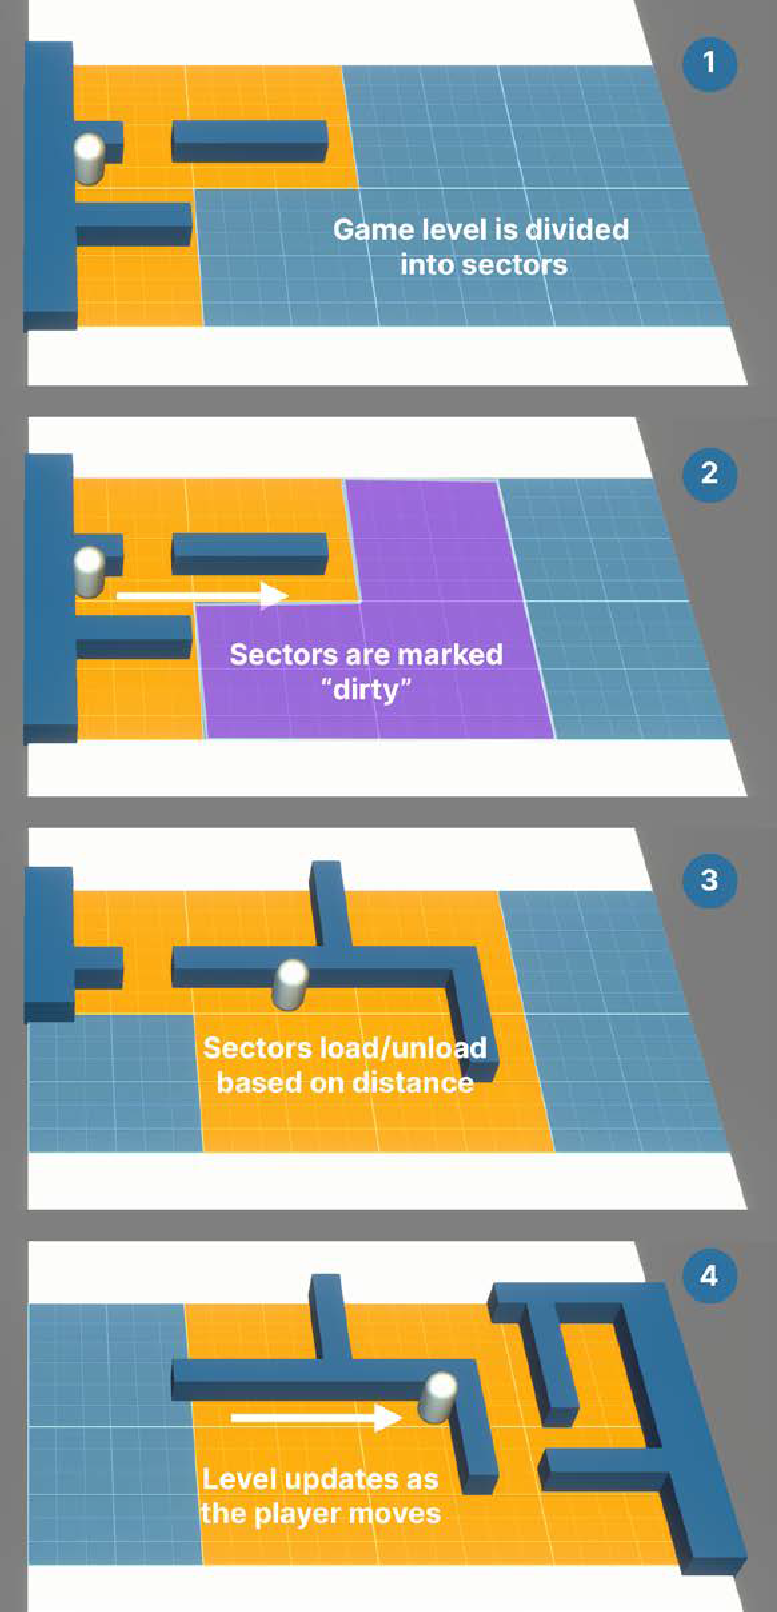 1
Game level is divided
into sectors
2
Sectors are marked
“dirty”
3
Sectors load/unload
based on distance
4
Level updates as
the player moves